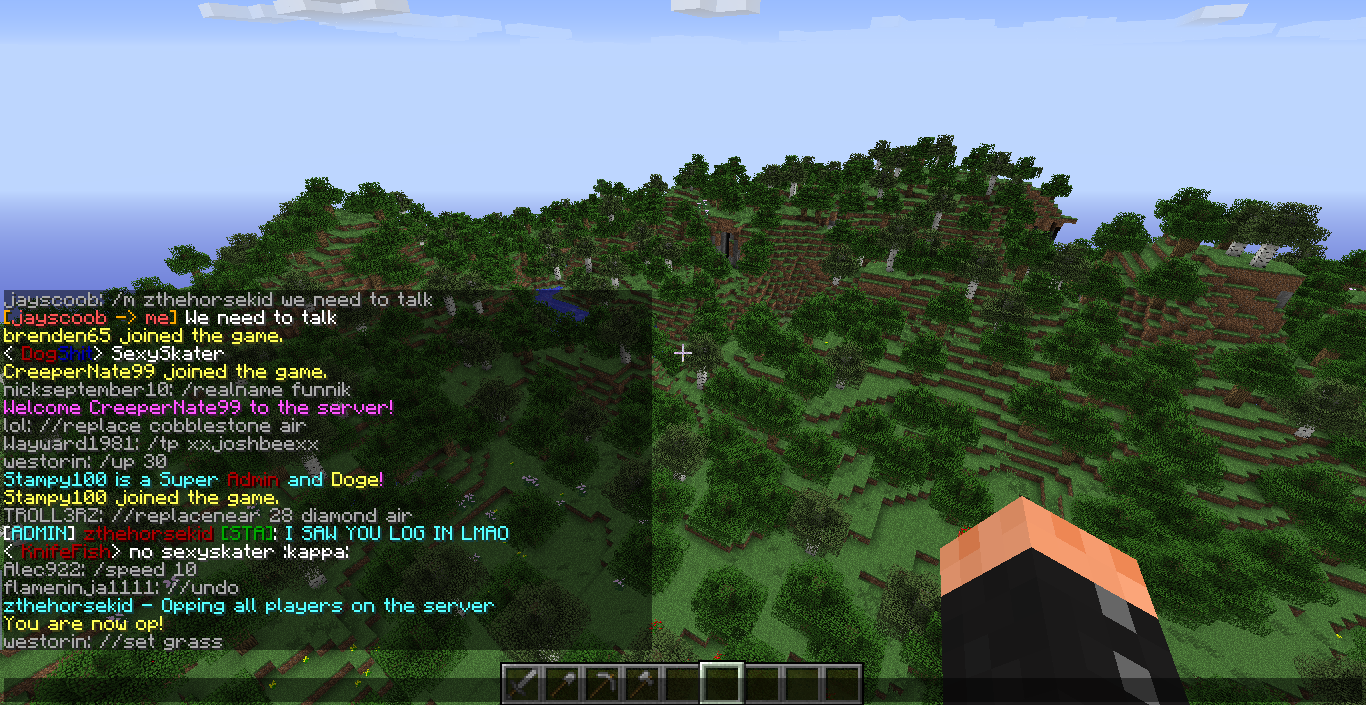 jayscoob: /m zthehorsekid we need to talk
[jayscoob -> me] We need to talk
brenden65 joined the game.
< DogShit> SexySkater
CreeperNate99 joined the game.
nickseptember10: /realname funnik
Welcome CreeperNate99 to the server!
lol: //replace cobblestone air
Wayward1981: /tp xx_joshbeexx
westorin: /up 30
Stampy100 is a Super Admin and Doge!
Stampy100 joined the game.
TROLL3RZ: //replacenear 28 diamond air
[ADMIN] zthehorsekid [STA]: I SAW YOU LOG IN LMAO
< KnifeFish> no sexyskater :kappa:
Alec922: /speed 10
flameninja1111: //undo
zthehorsekid - Opping all players on the server
You are now op!
westorin: //set grass